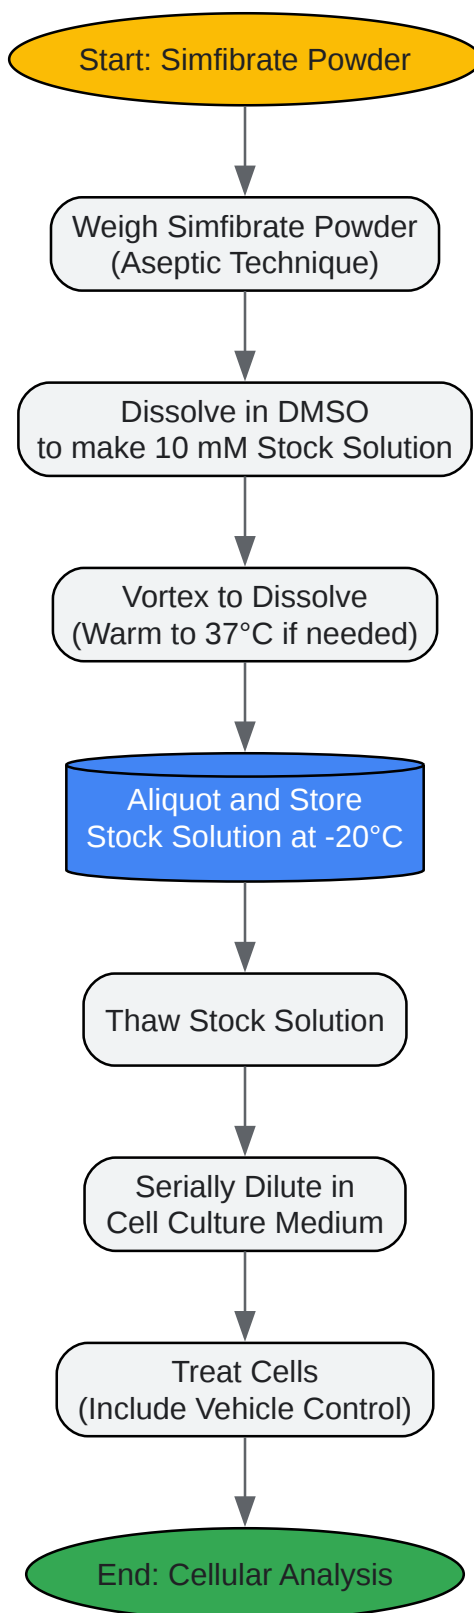 Start: Simfibrate Powder
Weigh Simfibrate Powder
(Aseptic Technique)
Dissolve in DMSO
to make 10 mM Stock Solution
Vortex to Dissolve
(Warm to 37°C if needed)
Aliquot and Store
Stock Solution at -20°C
Thaw Stock Solution
Serially Dilute in
Cell Culture Medium
Treat Cells
(Include Vehicle Control)
End: Cellular Analysis